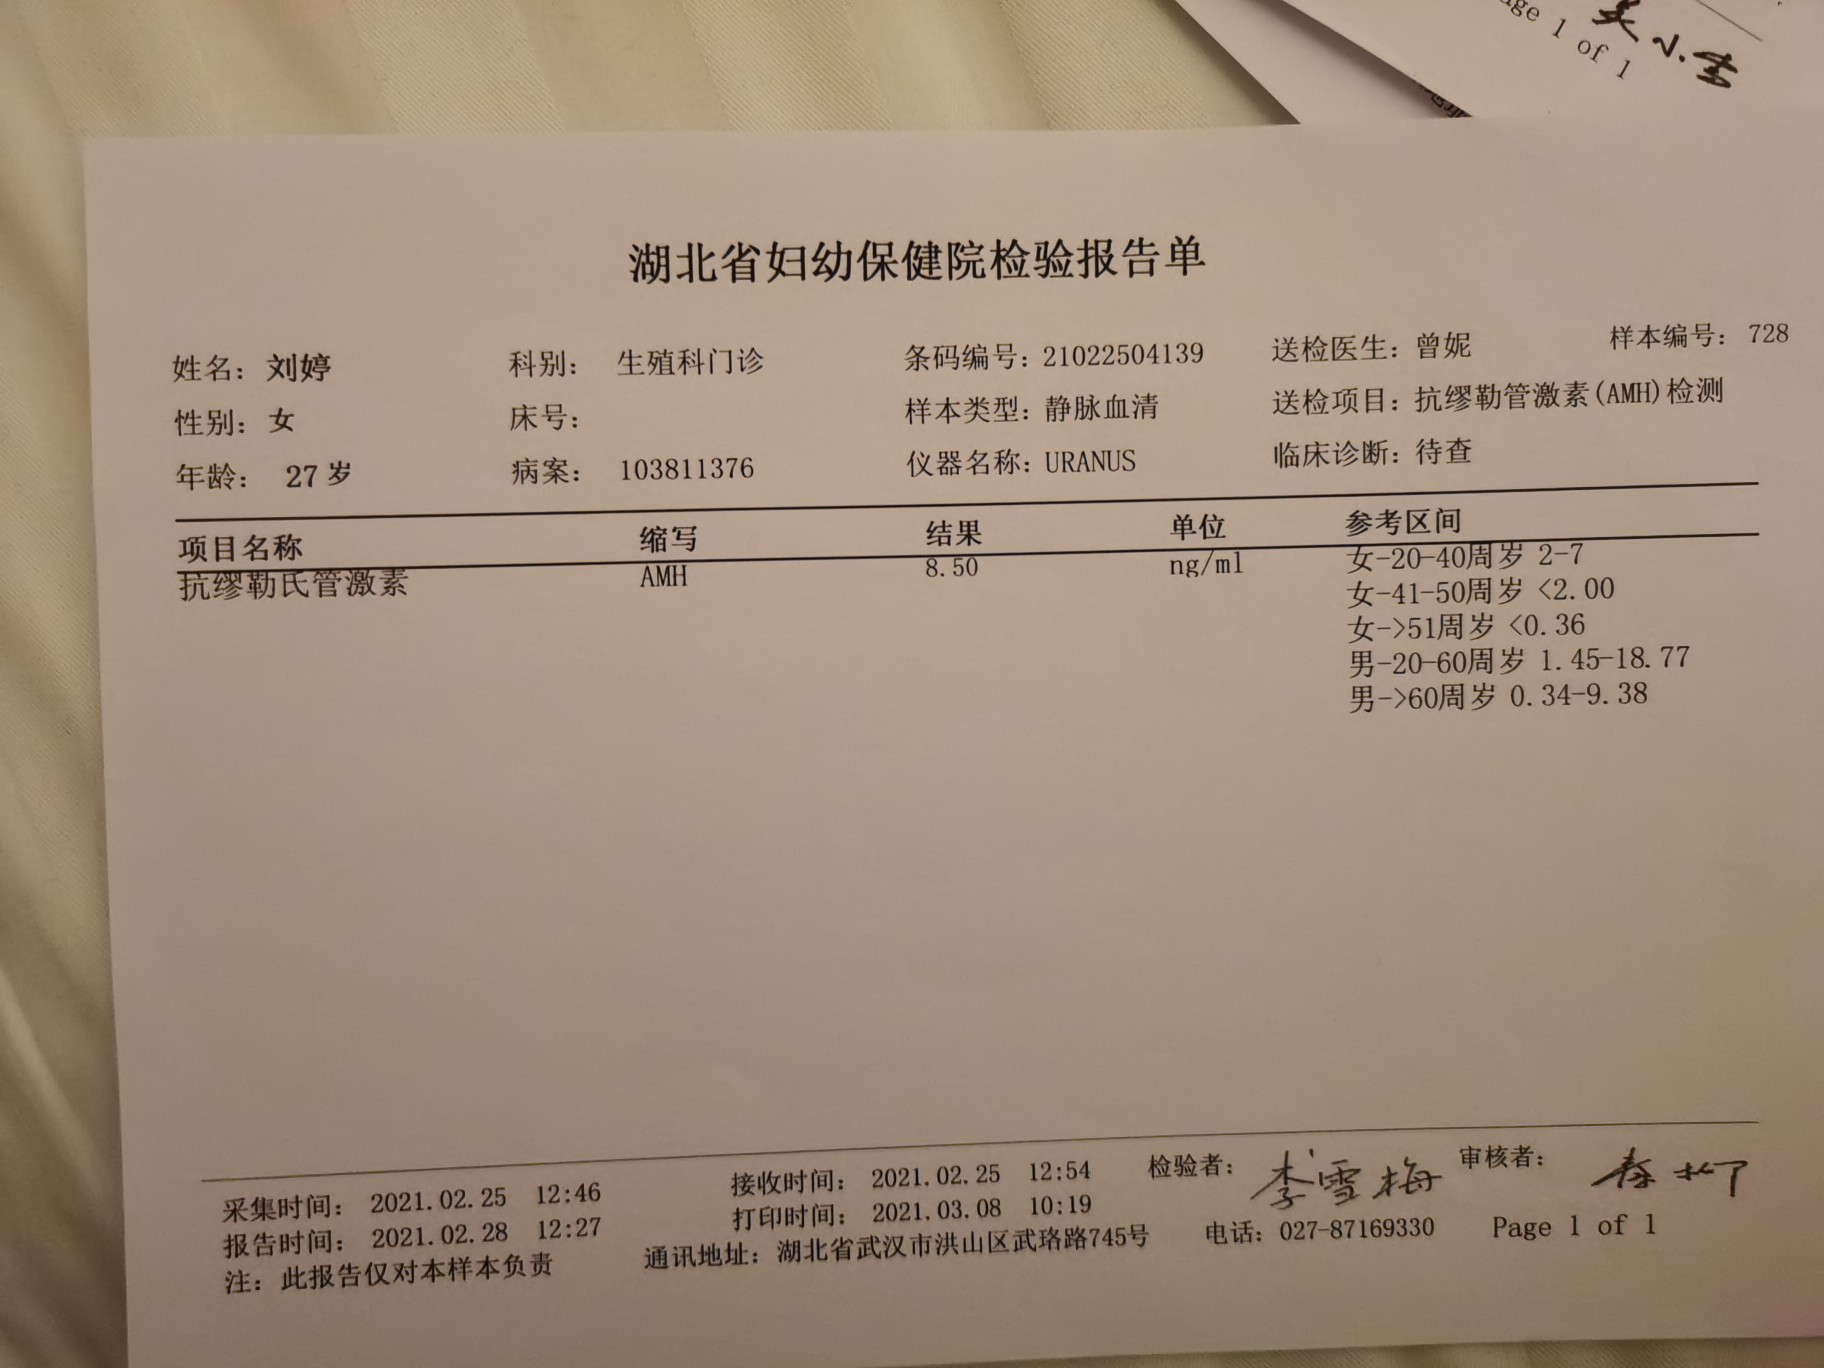 age 1 of 1
湖北省妇幼保健院检验报告单
姓名： 刘婷 科别： 生殖科门诊 条码编号：21022504139 送检医生：曾妮 样本编号： 728
性别： 女 床号： 样本类型：静脉血清 送检项目：抗缪勒管激素(AMH)检测
年龄： 27 岁 病案： 103811376 仪器名称：URANUS 临床诊断：待查
项目名称 缩写 结果 单位 参考区间
抗缪勒氏管激素 AMH 8.50 ng/ml 女-20-40周岁 2-7
女-41-50周岁 <2.00
女->51周岁 <0.36
男-20-60周岁 1.45-18.77
男->60周岁 0.34-9.38
采集时间： 2021.02.25 12:46 接收时间： 2021.02.25 12:54 检验者： 李雪梅 审核者：
报告时间： 2021.02.28 12:27 打印时间： 2021.03.08 10:19
注：此报告仅对本样本负责 通讯地址：湖北省武汉市洪山区武珞路745号 电话：027-87169330 Page 1 of 1